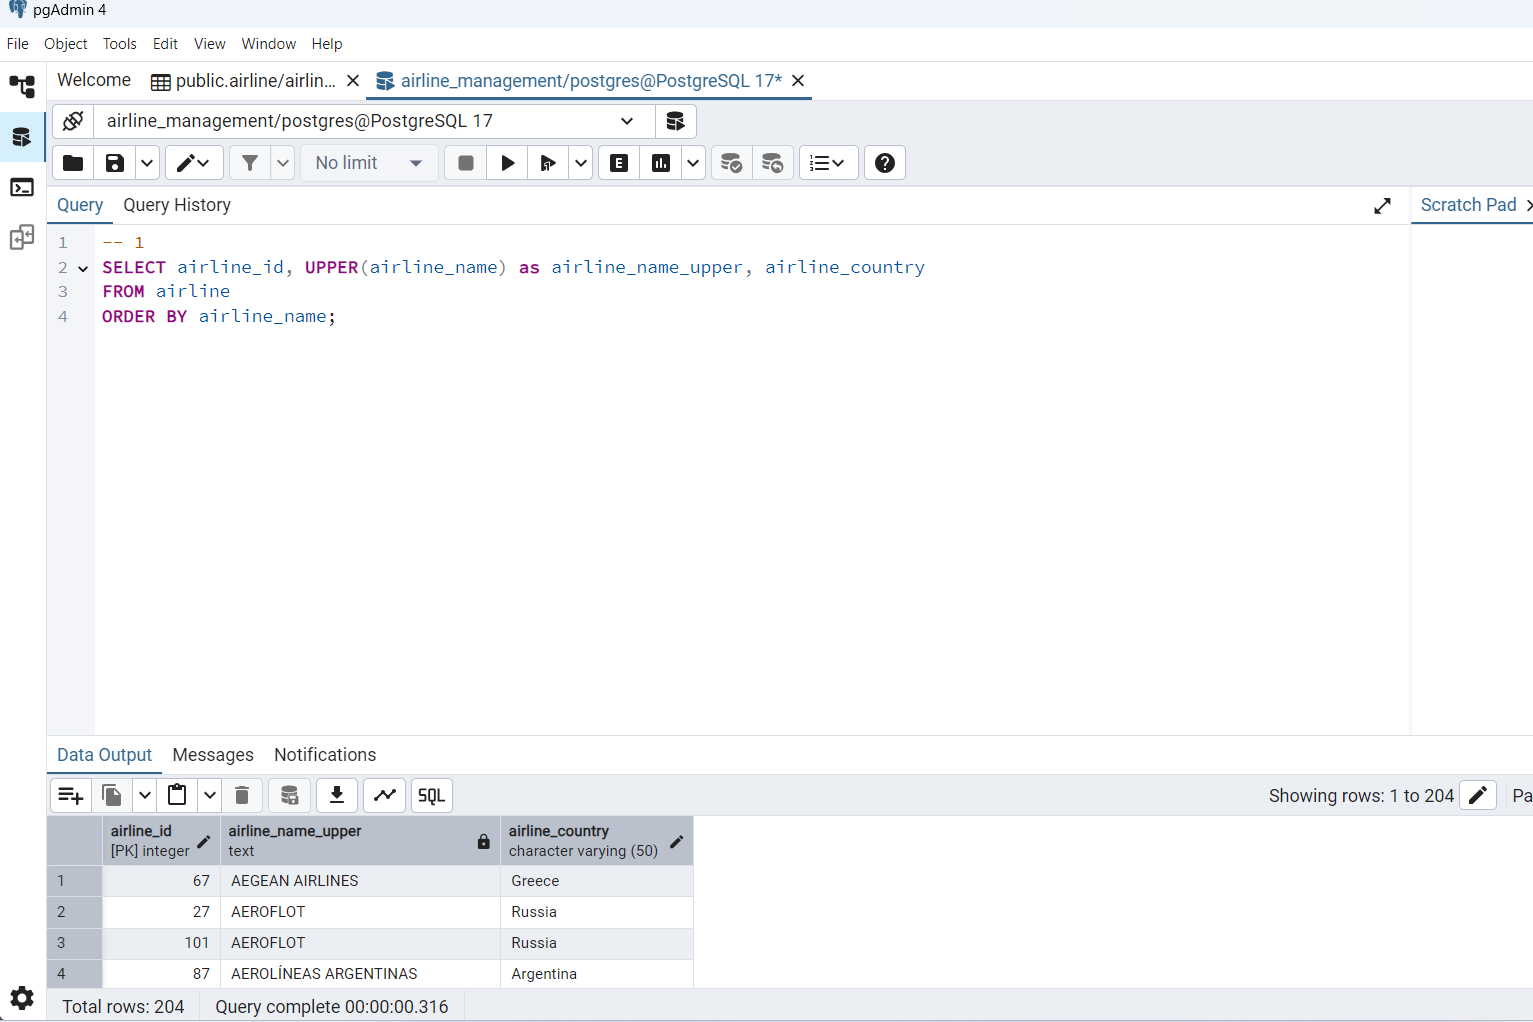 pgAdmin 4
File Object Tools Edit View Window Help
Welcome public.airline/airlin... airline_management/postgres@PostgreSQL 17*
airline_management/postgres@PostgreSQL 17
No limit E
Query Query History Scratch Pad
1 -- 1
2 SELECT airline_id, UPPER(airline_name) as airline_name_upper, airline_country
3 FROM airline
4 ORDER BY airline_name;
Data Output Messages Notifications
SQL Showing rows: 1 to 204 Pa
airline_id airline_name_upper airline_country
[PK] integer text character varying (50)
1 67 AEGEAN AIRLINES Greece
2 27 AEROFLOT Russia
3 101 AEROFLOT Russia
4 87 AEROLÍNEAS ARGENTINAS Argentina
Total rows: 204 Query complete 00:00:00.316